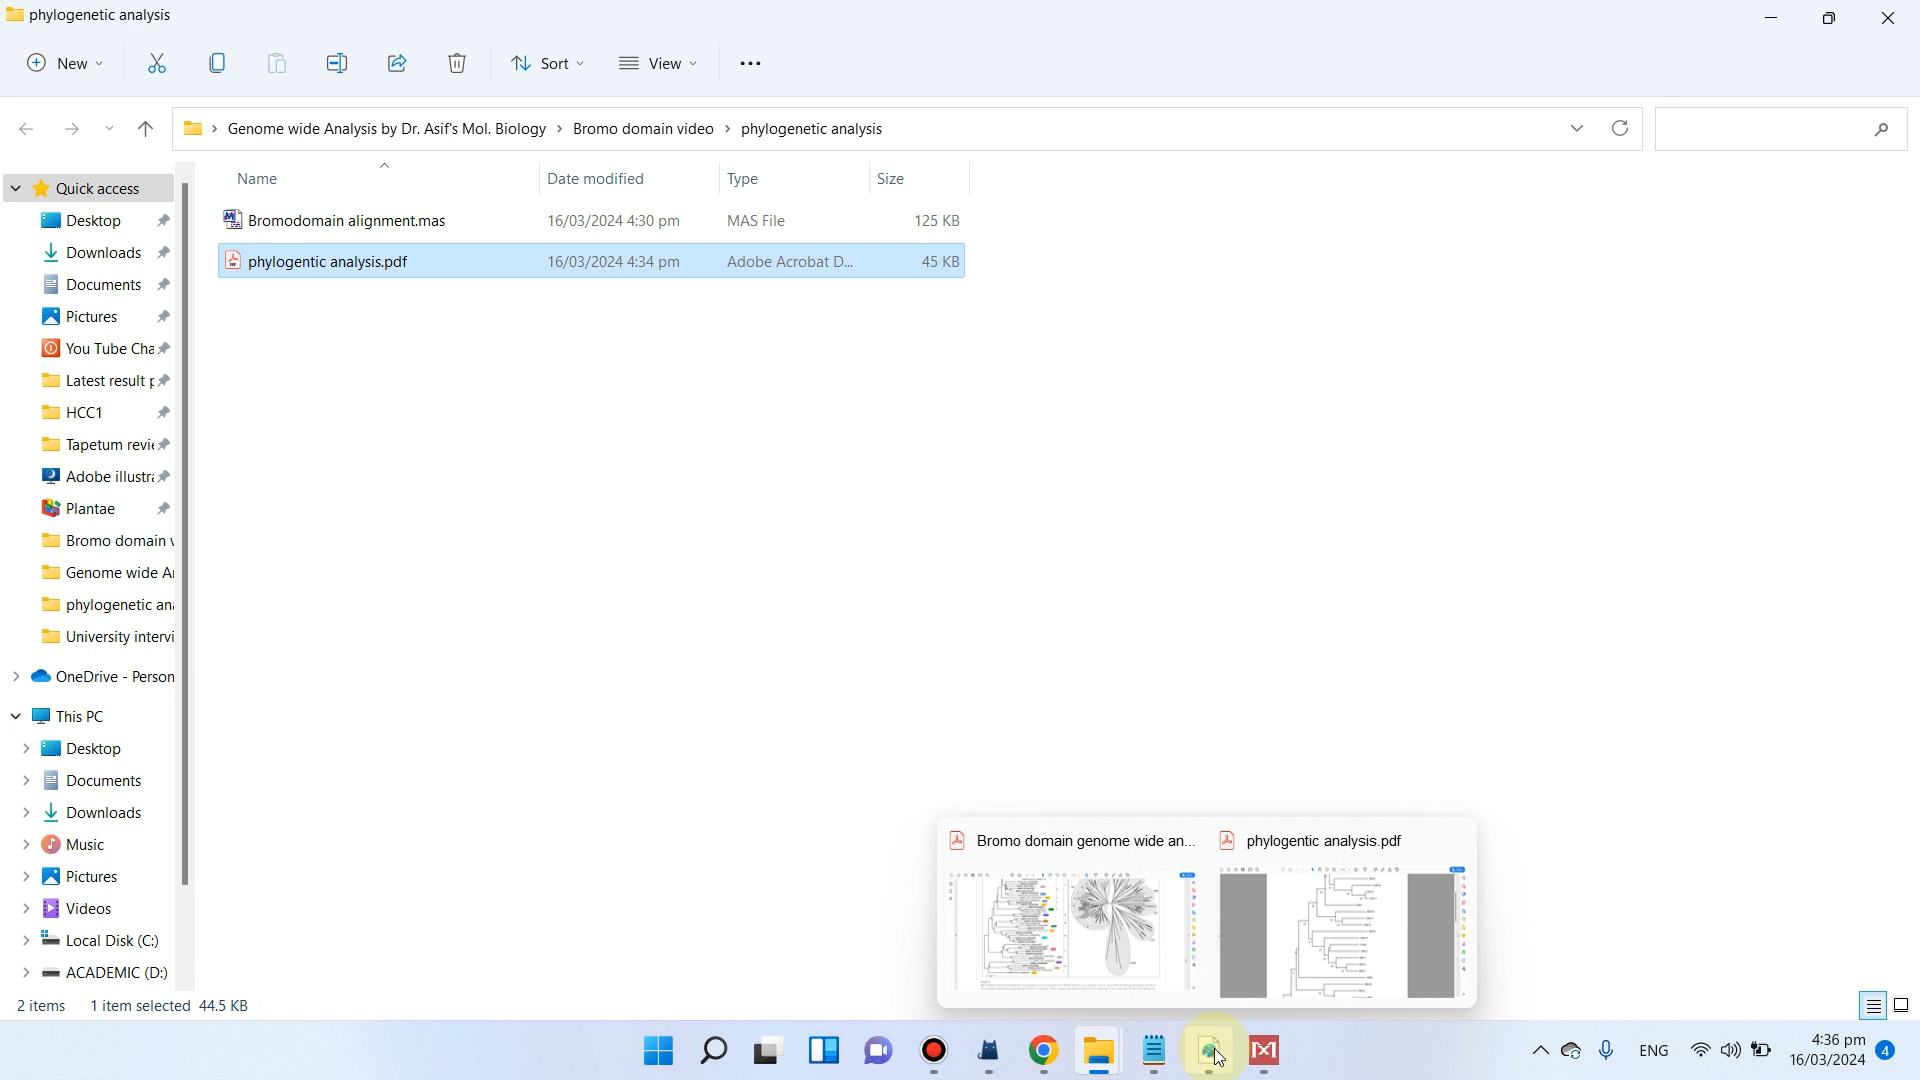 phylogenetic analysis
New
Sort
View
Genome wide Analysis by Dr. Asif's Mol. Biology > Bromo domain video > phylogenetic analysis
Name Date modified Type Size
Quick access
Bromodomain alignment.mas 16/03/2024 4:30 pm MAS File 125 KB
phylogentic analysis.pdf 16/03/2024 4:34 pm Adobe Acrobat D... 45 KB
Desktop
Downloads
Documents
Pictures
You Tube Cha
Latest result p
HCC1
Tapetum revie
Adobe illustra
Plantae
Bromo domain v
Genome wide An
phylogenetic ana
University intervi
OneDrive - Person
This PC
Desktop
Documents
Downloads
Music
Pictures
Videos
Local Disk (C:)
ACADEMIC (D:)
Bromo domain genome wide an...
phylogentic analysis.pdf
2 items 1 item selected 44.5 KB
ENG
4:36 pm
16/03/2024
4